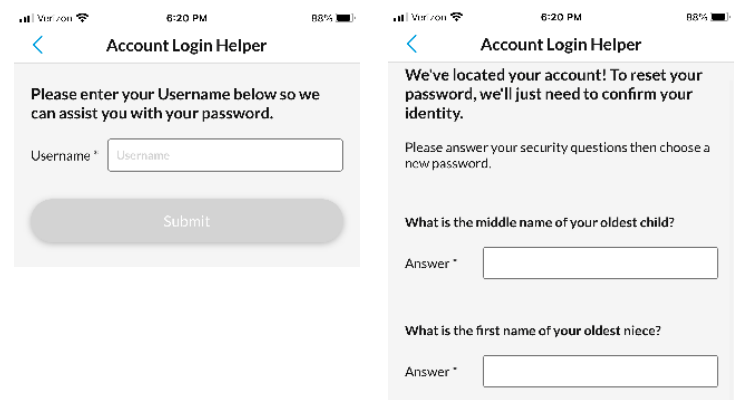 Verizon 6:20 PM 88%
Account Login Helper
Please enter your Username below so we
can assist you with your password.
Username * Username
Submit
Verizon 6:20 PM 88%
Account Login Helper
We've located your account! To reset your
password, we'll just need to confirm your
identity.
Please answer your security questions then choose a
new password.
What is the middle name of your oldest child?
Answer *
What is the first name of your oldest niece?
Answer *